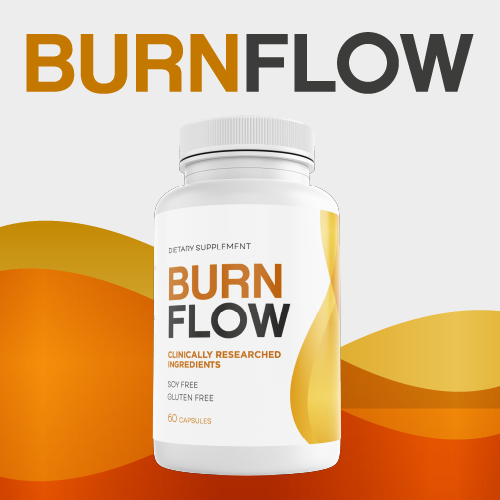 BURNFLOW
DIETARY SUPPLEMENT
BURN
FLOW
CLINICALLY RESEARCHED
INGREDIENTS
SOY FREE
GLUTEN FREE
60 CAPSULES